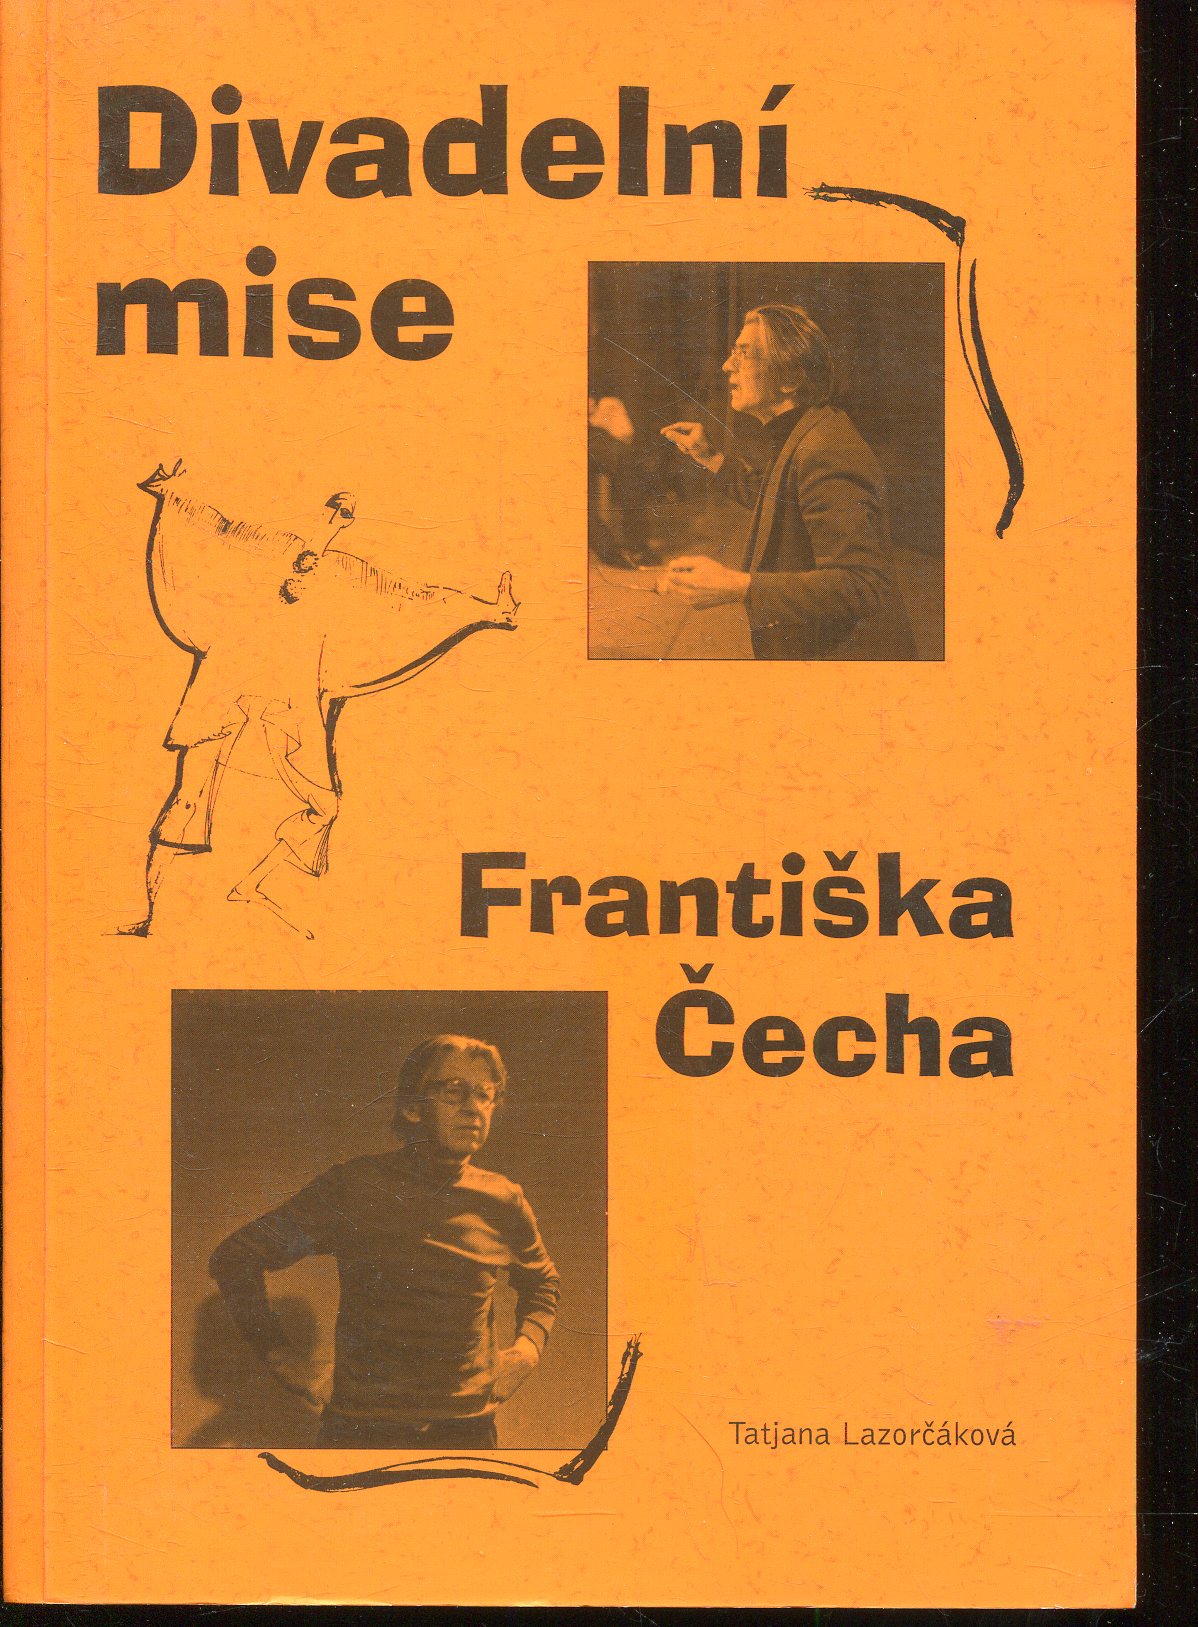 Divadelní
mise
Františka
Čecha
Tatjana Lazorčáková